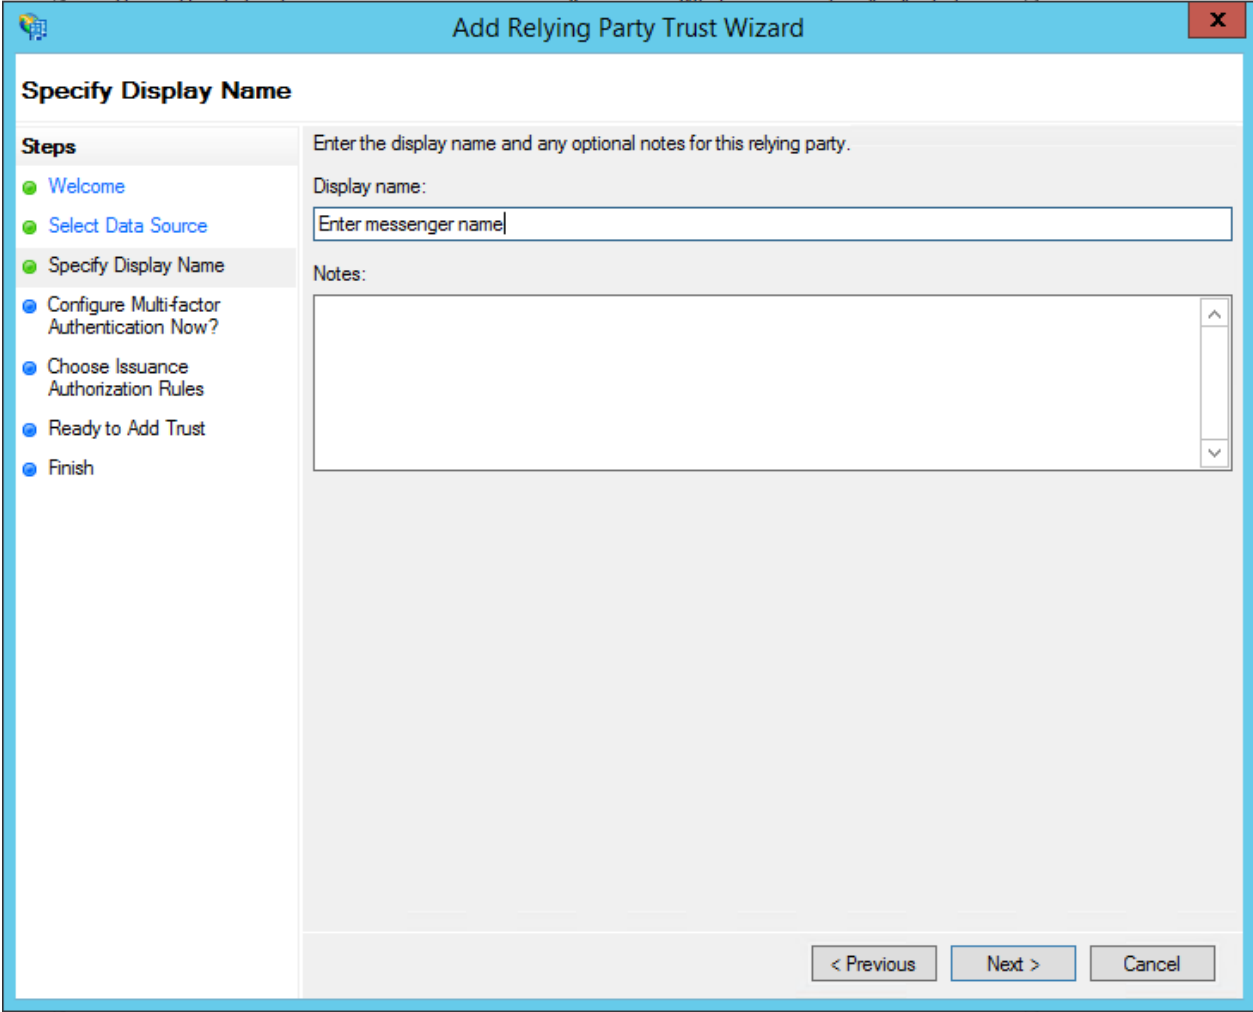 Add Relying Party Trust Wizard
x
Specify Display Name
Steps
Welcome
Select Data Source
Specify Display Name
Configure Multi-factor
Authentication Now?
Choose Issuance
Authorization Rules
Ready to Add Trust
Finish
Enter the display name and any optional notes for this relying party.
Display name:
Enter messenger name
Notes:
< Previous
Next >
Cancel